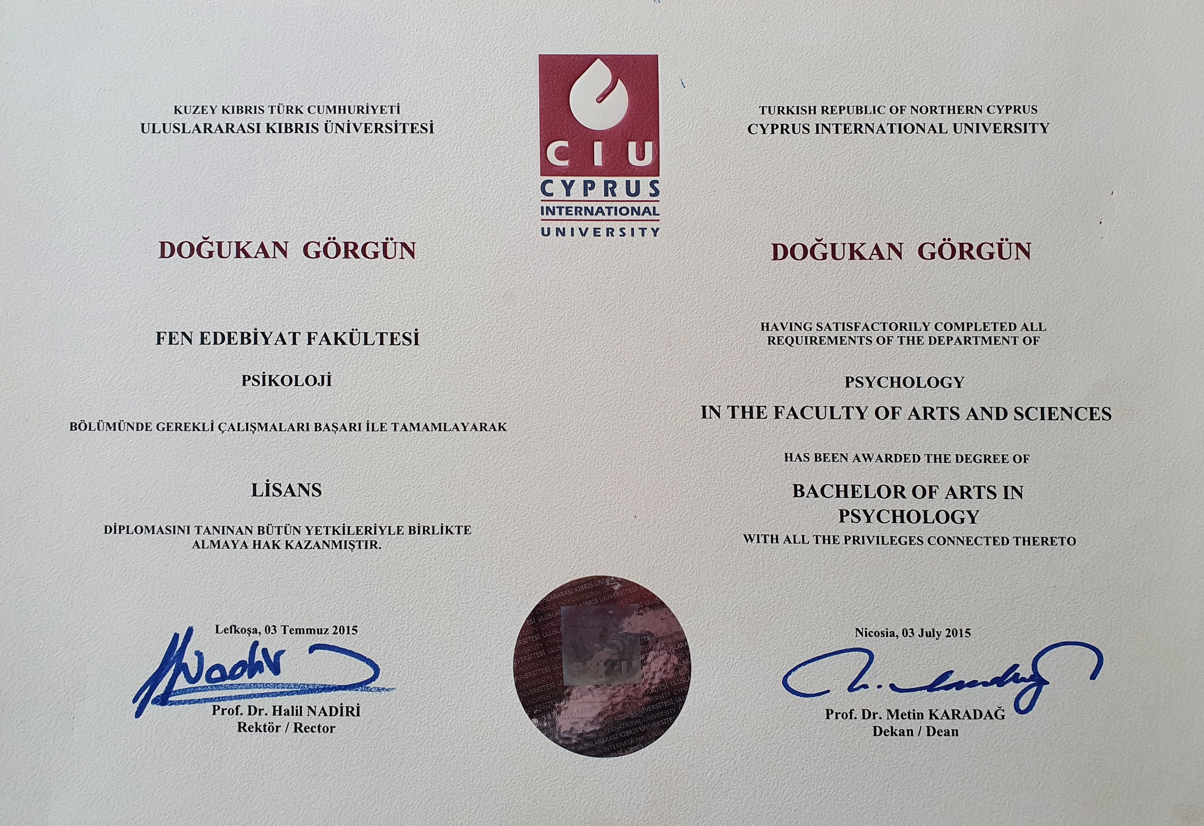 KUZEY KIBRIS TÜRK CUMHURİYETİ
ULUSLARARASI KIBRIS ÜNİVERSİTESİ
DOĞUKAN GÖRGÜN
FEN EDEBİYAT FAKÜLTESİ
PSİKOLOJİ
BÖLÜMÜNDE GEREKLİ ÇALIŞMALARI BAŞARI İLE TAMAMLAYARAK
LİSANS
DİPLOMASINI TANINAN BÜTÜN YETKİLERİYLE BİRLİKTE
ALMAYA HAK KAZANMIŞTIR.
Lefkoşa, 03 Temmuz 2015
Nadir
Prof. Dr. Halil NADİRİ
Rektör / Rector
CIU
CYPRUS
INTERNATIONAL
UNIVERSITY
TURKISH REPUBLIC OF NORTHERN CYPRUS
CYPRUS INTERNATIONAL UNIVERSITY
DOĞUKAN GÖRGÜN
HAVING SATISFACTORILY COMPLETED ALL
REQUIREMENTS OF THE DEPARTMENT OF
PSYCHOLOGY
IN THE FACULTY OF ARTS AND SCIENCES
HAS BEEN AWARDED THE DEGREE OF
BACHELOR OF ARTS IN
PSYCHOLOGY
WITH ALL THE PRIVILEGES CONNECTED THERETO
Nicosia, 03 July 2015
Prof. Dr. Metin KARADAĞ
Dekan / Dean